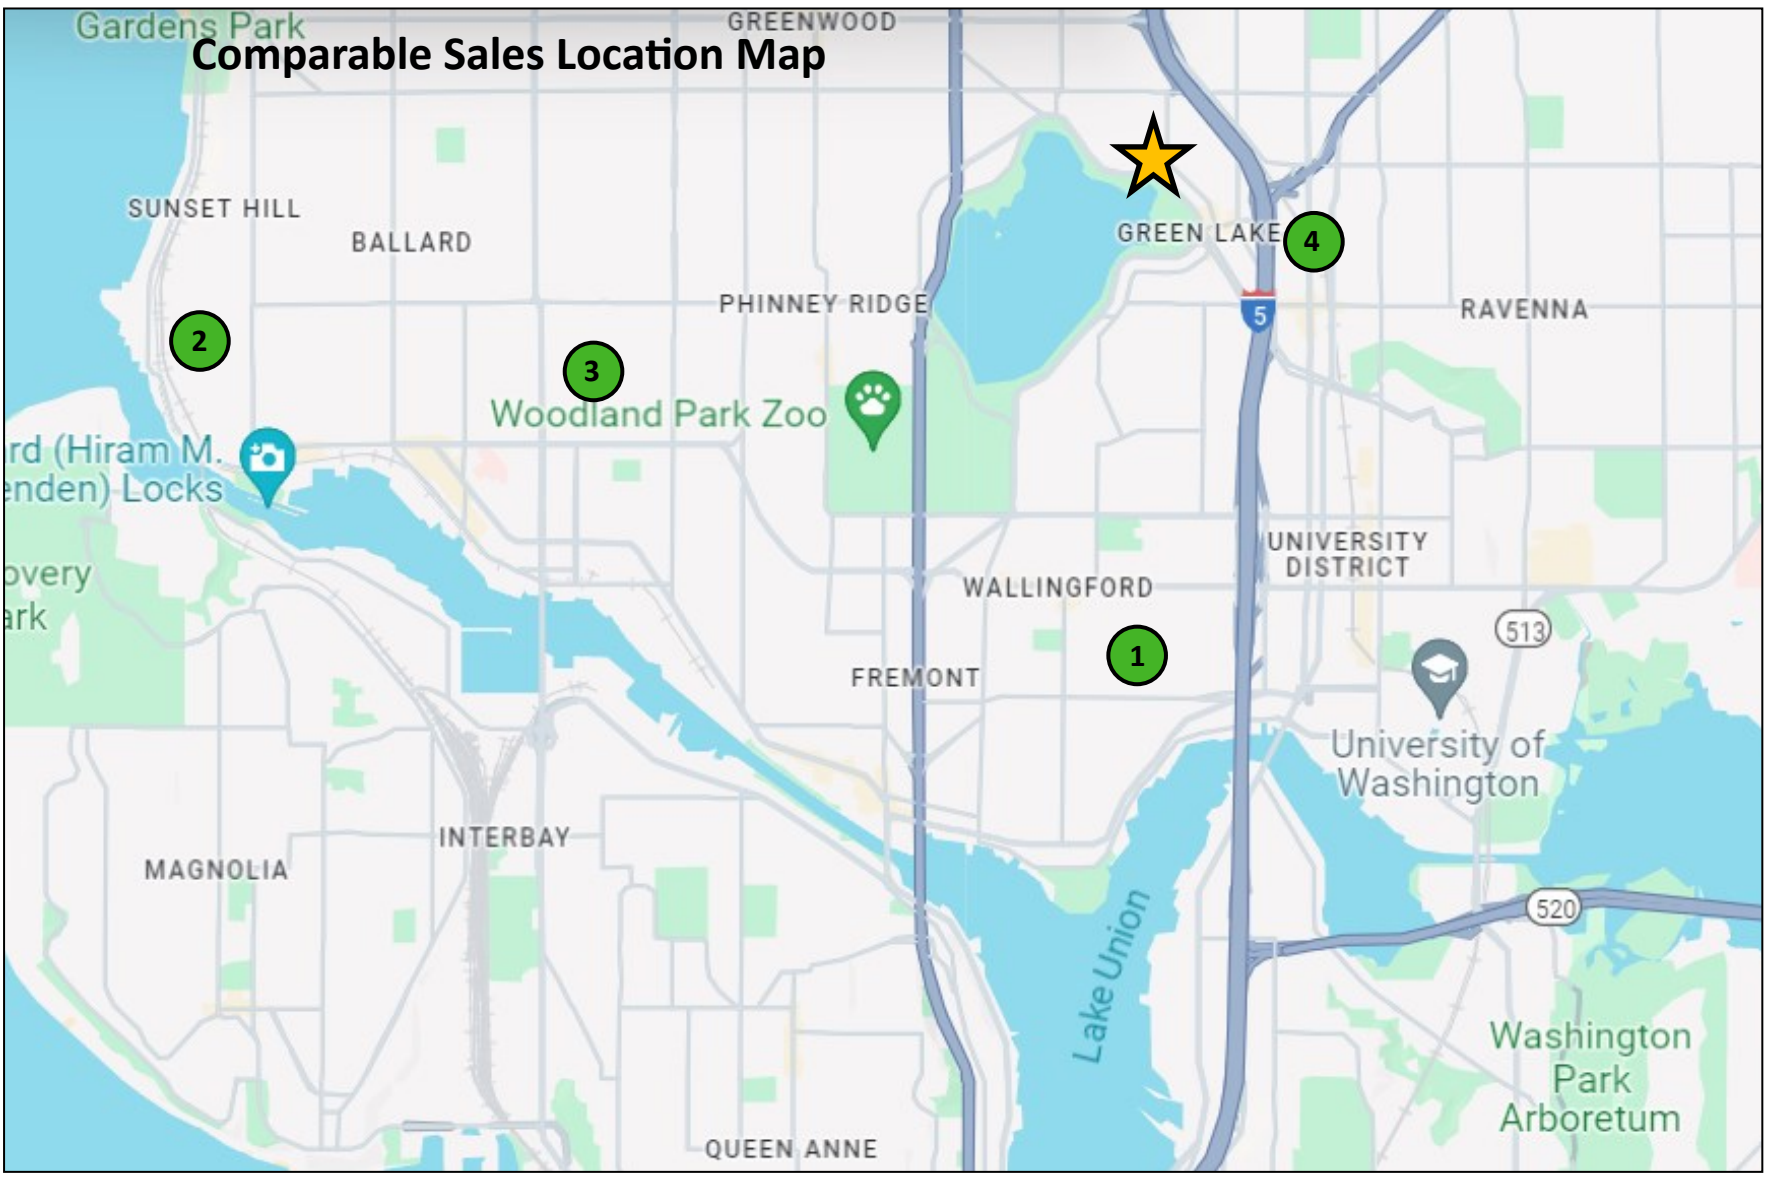 Gardens Park
GREENWOOD
Comparable Sales Location Map
SUNSET HILL
BALLARD
GREEN LAKE
4
PHINNEY RIDGE
5
RAVENNA
2
3
Woodland Park Zoo
rd (Hiram M.
enden) Locks
UNIVERSITY
DISTRICT
overy
ark
WALLINGFORD
513
1
FREMONT
University of
Washington
INTERBAY
MAGNOLIA
520
Lake Union
Washington
Park
Arboretum
QUEEN ANNE